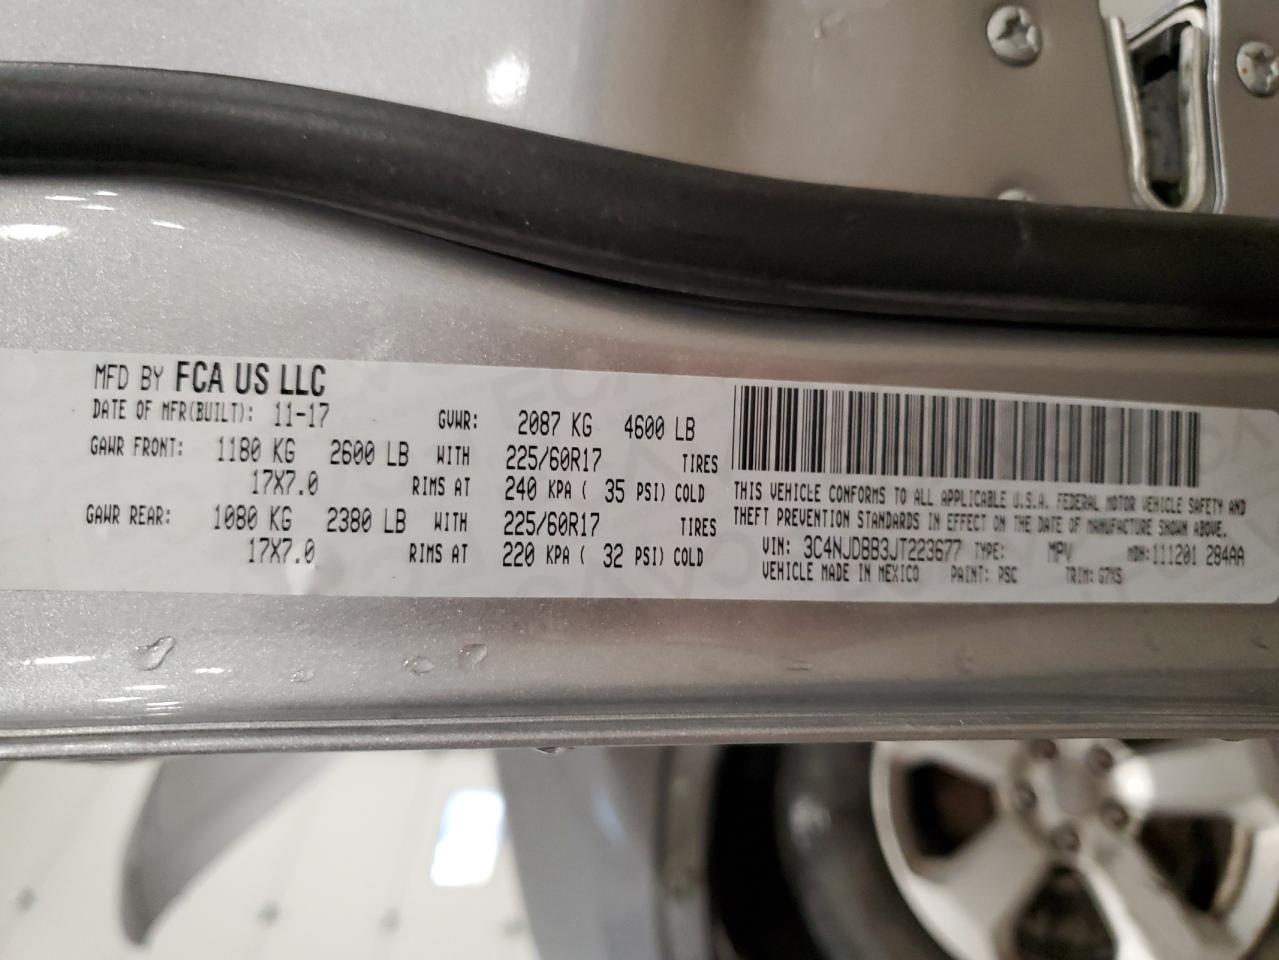 MFD BY FCA US LLC
DATE OF MFR(BUILT): 11-17 GVWR: 2087 KG 4600 LB
GAWR FRONT: 1180 KG 2600 LB WITH 225/60R17 TIRES
17X7.0 RIMS AT 240 KPA ( 35 PSI) COLD
GAWR REAR: 1080 KG 2380 LB WITH 225/60R17 TIRES
17X7.0 RIMS AT 220 KPA ( 32 PSI) COLD
THIS VEHICLE CONFORMS TO ALL APPLICABLE U.S.A. FEDERAL MOTOR VEHICLE SAFETY AND
THEFT PREVENTION STANDARDS IN EFFECT ON THE DATE OF MANUFACTURE SHOWN ABOVE.
VIN: 3C4NJDBB3JT223677 TYPE: MPV MDH:111201 284AA
VEHICLE MADE IN MEXICO PAINT: PSC TRIM: